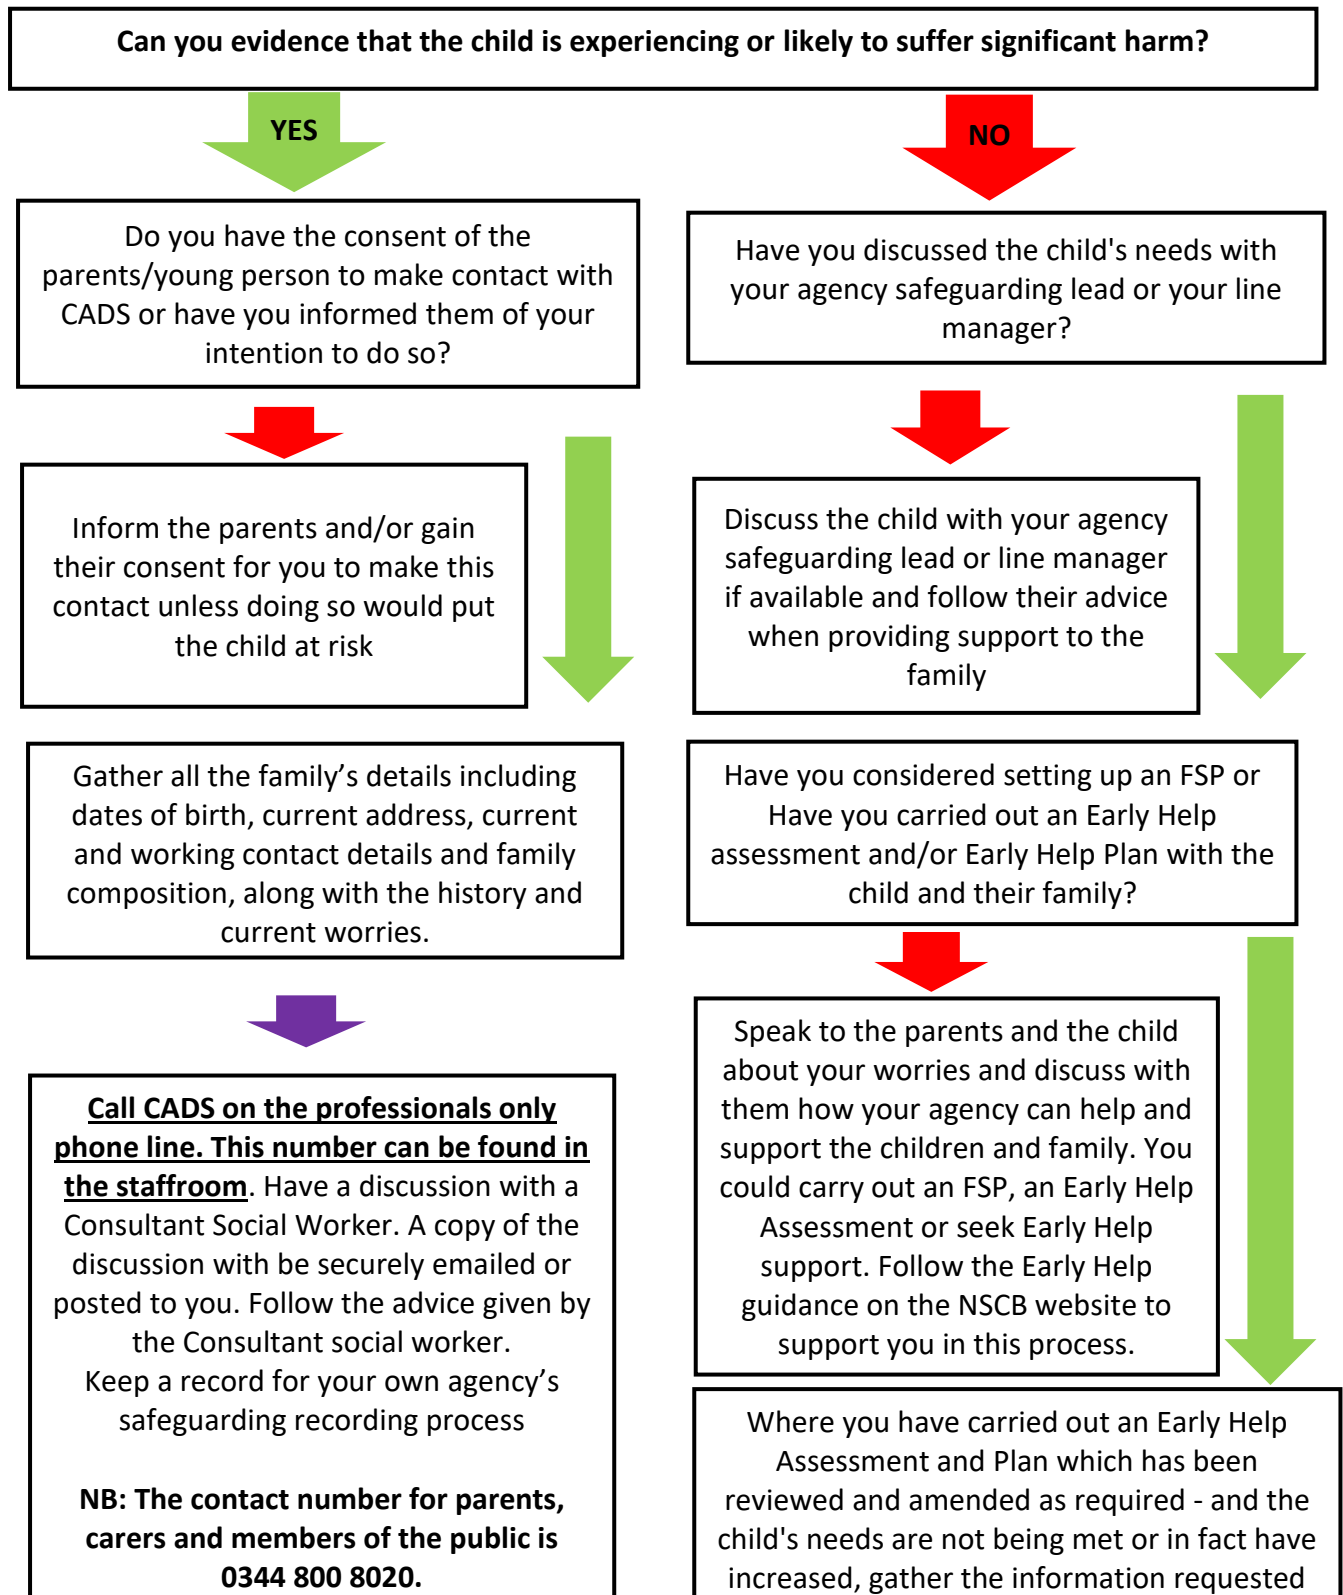 Can you evidence that the child is experiencing or likely to suffer significant harm?
YES
NO
Do you have the consent of the
parents/young person to make contact with
CADS or have you informed them of your
intention to do so?
Have you discussed the child's needs with
your agency safeguarding lead or your line
manager?
Inform the parents and/or gain
their consent for you to make this
contact unless doing so would put
the child at risk
Discuss the child with your agency
safeguarding lead or line manager
if available and follow their advice
when providing support to the
family
Gather all the family’s details including
dates of birth, current address, current
and working contact details and family
composition, along with the history and
current worries.
Have you considered setting up an FSP or
Have you carried out an Early Help
assessment and/or Early Help Plan with the
child and their family?
Call CADS on the professionals only
phone line. This number can be found in
the staffroom. Have a discussion with a
Consultant Social Worker. A copy of the
discussion with be securely emailed or
posted to you. Follow the advice given by
the Consultant social worker.
Keep a record for your own agency’s
safeguarding recording process
NB: The contact number for parents,
carers and members of the public is
0344 800 8020.
Speak to the parents and the child
about your worries and discuss with
them how your agency can help and
support the children and family. You
could carry out an FSP, an Early Help
Assessment or seek Early Help
support. Follow the Early Help
guidance on the NSCB website to
support you in this process.
Where you have carried out an Early Help
Assessment and Plan which has been
reviewed and amended as required - and the
child's needs are not being met or in fact have
increased, gather the information requested